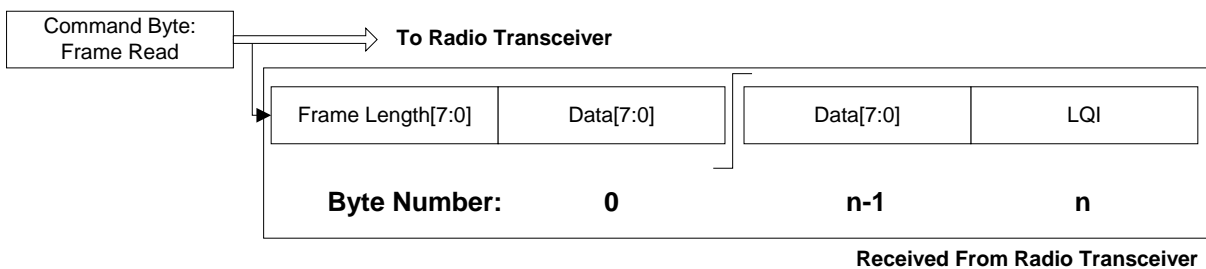 Command Byte:
Frame Read
To Radio Transceiver
Frame Length[7:0] Data[7:0] Data[7:0] LQI
Byte Number: 0 n-1 n
Received From Radio Transceiver